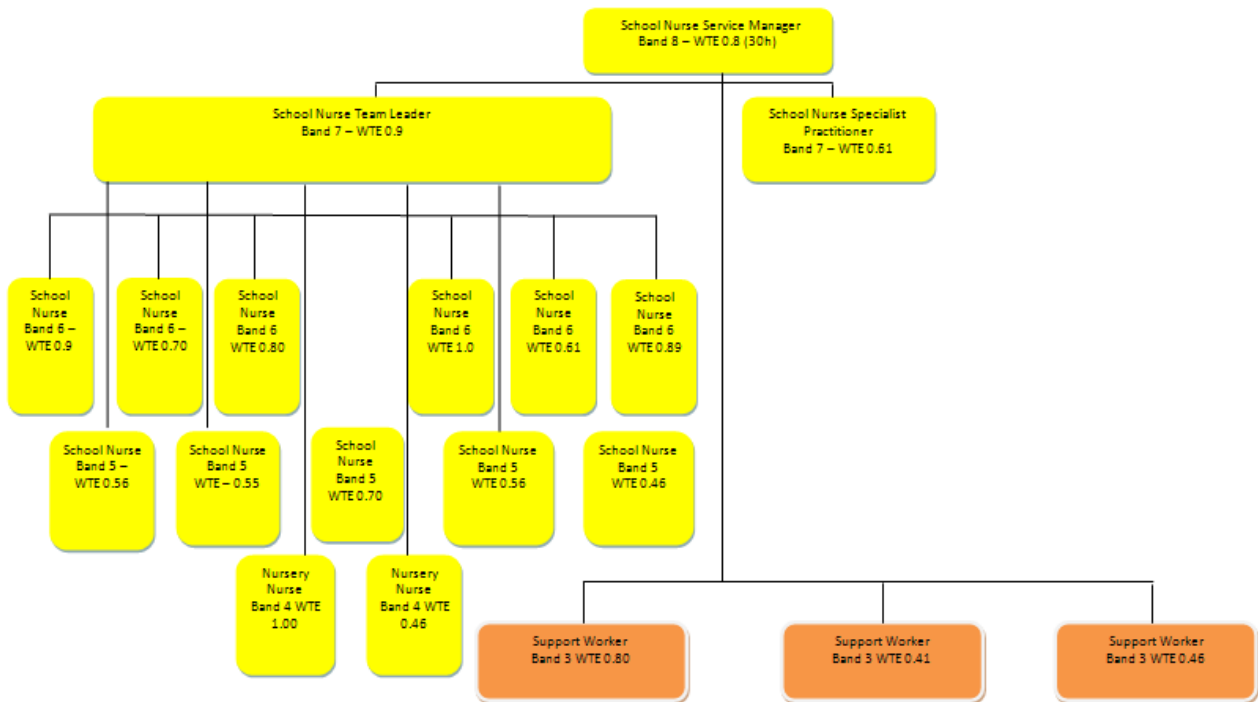 School Nurse Service Manager
Band 8 – WTE 0.8 (30h)
School Nurse Team Leader
Band 7 – WTE 0.9
School Nurse Specialist
Practitioner
Band 7 – WTE 0.61
School
Nurse
Band 6 –
WTE 0.9
School
Nurse
Band 6 –
WTE 0.70
School
Nurse
Band 6
WTE 0.80
School
Nurse
Band 6
WTE 1.0
School
Nurse
Band 6
WTE 0.61
School
Nurse
Band 6
WTE 0.89
School Nurse
Band 5 –
WTE 0.56
School Nurse
Band 5
WTE – 0.55
School
Nurse
Band 5
WTE 0.70
School Nurse
Band 5
WTE 0.56
School Nurse
Band 5
WTE 0.46
Nursery
Nurse
Band 4 WTE
1.00
Nursery
Nurse
Band 4 WTE
0.46
Support Worker
Band 3 WTE 0.80
Support Worker
Band 3 WTE 0.41
Support Worker
Band 3 WTE 0.46